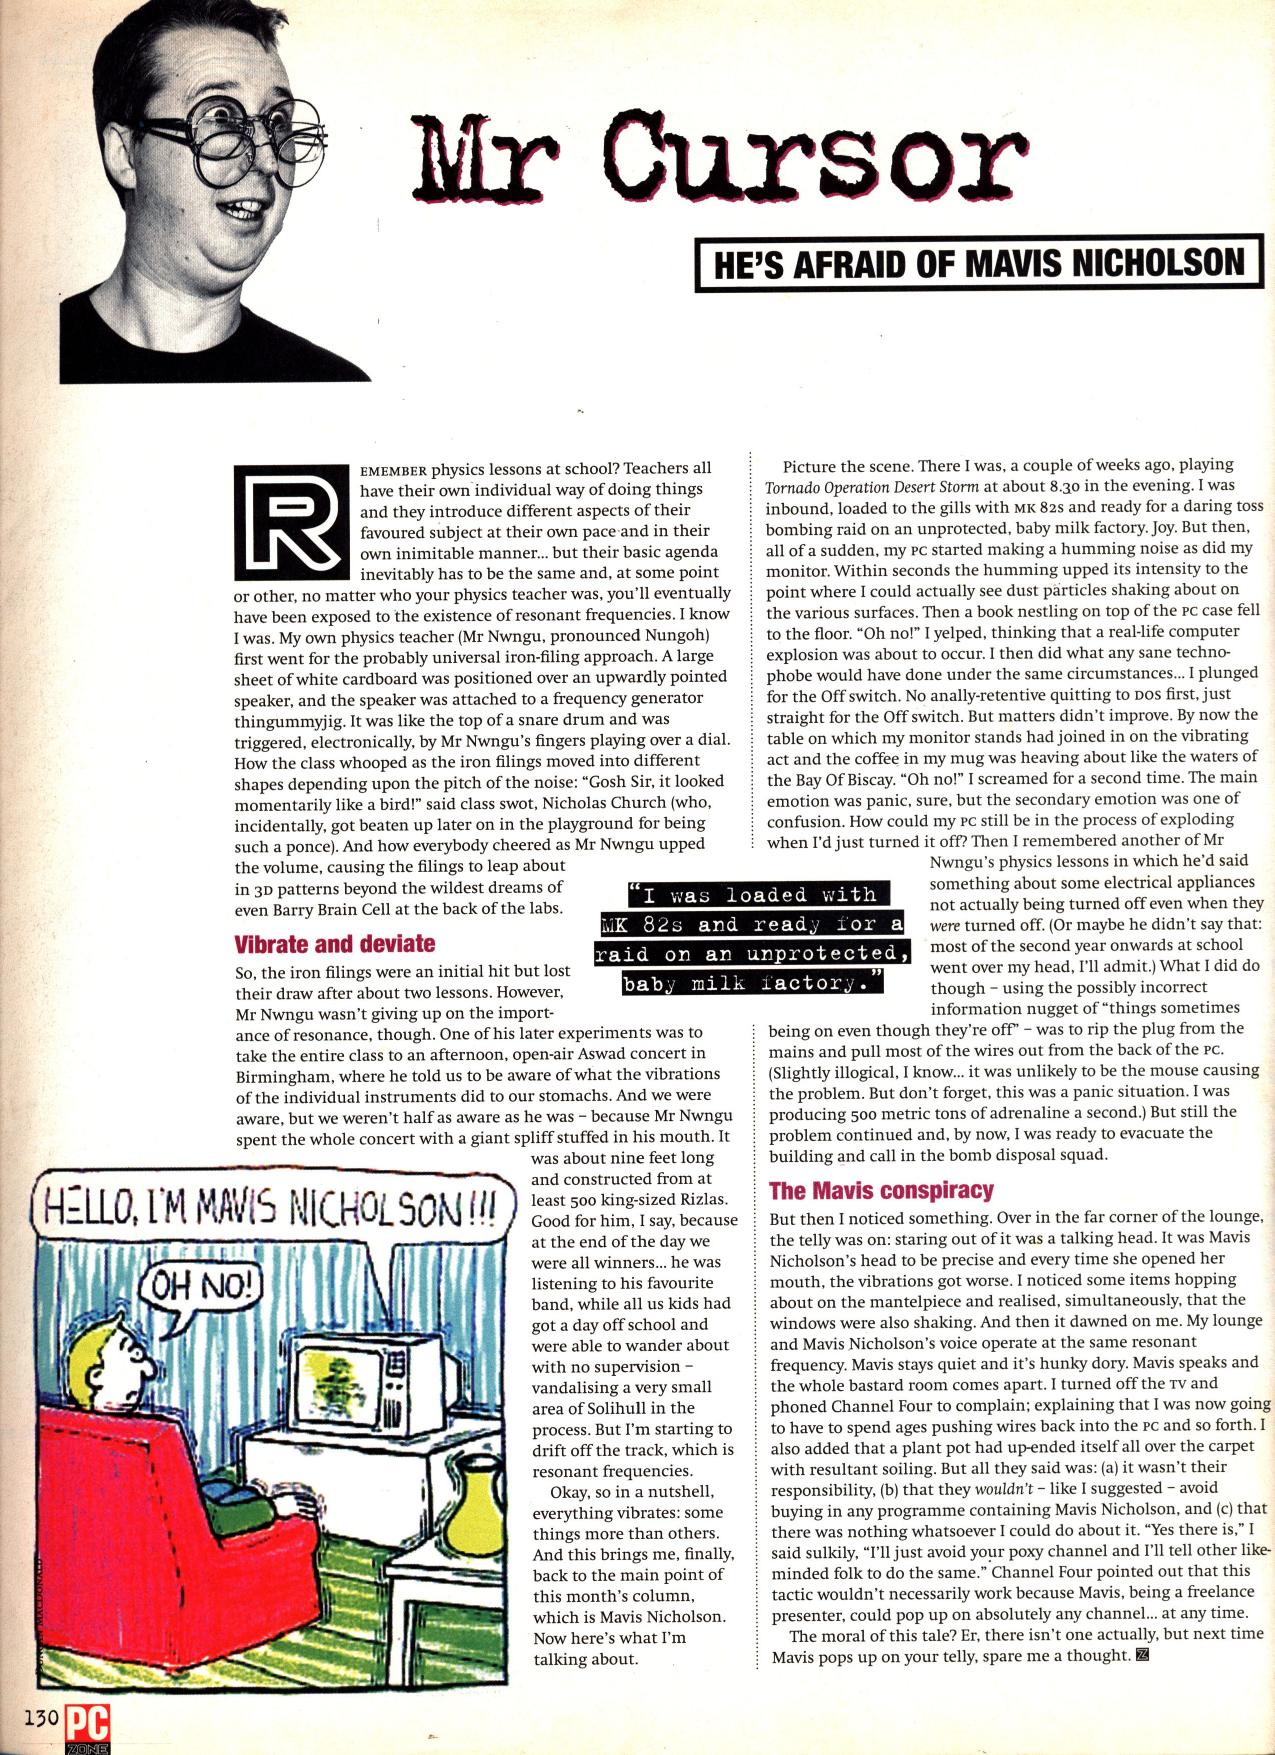 Mr Cursor
HE'S AFRAID OF MAVIS NICHOLSON
REMEMBER physics lessons at school? Teachers all
have their own individual way of doing things
and they introduce different aspects of their
favoured subject at their own pace and in their
own inimitable manner... but their basic agenda
inevitably has to be the same and, at some point
or other, no matter who your physics teacher was, you'll eventually
have been exposed to the existence of resonant frequencies. I know
I was. My own physics teacher (Mr Nwngu, pronounced Nungoh)
first went for the probably universal iron-filing approach. A large
sheet of white cardboard was positioned over an upwardly pointed
speaker, and the speaker was attached to a frequency generator
thingummyjig. It was like the top of a snare drum and was
triggered, electronically, by Mr Nwngu's fingers playing over a dial.
How the class whooped as the iron filings moved into different
shapes depending upon the pitch of the noise: "Gosh Sir, it looked
momentarily like a bird!" said class swot, Nicholas Church (who,
incidentally, got beaten up later on in the playground for being
such a ponce). And how everybody cheered as Mr Nwngu upped
the volume, causing the filings to leap about
in 3D patterns beyond the wildest dreams of
even Barry Brain Cell at the back of the labs.
Vibrate and deviate
So, the iron filings were an initial hit but lost
their draw after about two lessons. However,
Mr Nwngu wasn't giving up on the import-
ance of resonance, though. One of his later experiments was to
take the entire class to an afternoon, open-air Aswad concert in
Birmingham, where he told us to be aware of what the vibrations
of the individual instruments did to our stomachs. And we were
aware, but we weren't half as aware as he was – because Mr Nwngu
spent the whole concert with a giant spliff stuffed in his mouth. It
was about nine feet long
and constructed from at
least 500 king-sized Rizlas.
Good for him, I say, because
at the end of the day we
were all winners... he was
listening to his favourite
band, while all us kids had
got a day off school and
were able to wander about
with no supervision –
vandalising a very small
area of Solihull in the
process. But I'm starting to
drift off the track, which is
resonant frequencies.
Okay, so in a nutshell,
everything vibrates: some
things more than others.
And this brings me, finally,
back to the main point of
this month's column,
which is Mavis Nicholson.
Now here's what I'm
talking about.
HELLO, I'M MAVIS NICHOLSON!!!
OH NO!
"I was loaded with
MK 82s and ready for a
raid on an unprotected,
baby milk factory."
Picture the scene. There I was, a couple of weeks ago, playing
Tornado Operation Desert Storm at about 8.30 in the evening. I was
inbound, loaded to the gills with MK 82s and ready for a daring toss
bombing raid on an unprotected, baby milk factory. Joy. But then,
all of a sudden, my PC started making a humming noise as did my
monitor. Within seconds the humming upped its intensity to the
point where I could actually see dust particles shaking about on
the various surfaces. Then a book nestling on top of the PC case fell
to the floor. "Oh no!" I yelped, thinking that a real-life computer
explosion was about to occur. I then did what any sane techno-
phobe would have done under the same circumstances... I plunged
for the Off switch. No anally-retentive quitting to DOS first, just
straight for the Off switch. But matters didn't improve. By now the
table on which my monitor stands had joined in on the vibrating
act and the coffee in my mug was heaving about like the waters of
the Bay Of Biscay. "Oh no!" I screamed for a second time. The main
emotion was panic, sure, but the secondary emotion was one of
confusion. How could my PC still be in the process of exploding
when I'd just turned it off? Then I remembered another of Mr
Nwngu's physics lessons in which he'd said
something about some electrical appliances
not actually being turned off even when they
were turned off. (Or maybe he didn't say that:
most of the second year onwards at school
went over my head, I'll admit.) What I did do
though – using the possibly incorrect
information nugget of "things sometimes
being on even though they're off" – was to rip the plug from the
mains and pull most of the wires out from the back of the PC.
(Slightly illogical, I know... it was unlikely to be the mouse causing
the problem. But don't forget, this was a panic situation. I was
producing 500 metric tons of adrenaline a second.) But still the
problem continued and, by now, I was ready to evacuate the
building and call in the bomb disposal squad.
The Mavis conspiracy
But then I noticed something. Over in the far corner of the lounge,
the telly was on: staring out of it was a talking head. It was Mavis
Nicholson's head to be precise and every time she opened her
mouth, the vibrations got worse. I noticed some items hopping
about on the mantelpiece and realised, simultaneously, that the
windows were also shaking. And then it dawned on me. My lounge
and Mavis Nicholson's voice operate at the same resonant
frequency. Mavis stays quiet and it's hunky dory. Mavis speaks and
the whole bastard room comes apart. I turned off the TV and
phoned Channel Four to complain; explaining that I was now going
to have to spend ages pushing wires back into the PC and so forth. I
also added that a plant pot had up-ended itself all over the carpet
with resultant soiling. But all they said was: (a) it wasn't their
responsibility, (b) that they wouldn't – like I suggested – avoid
buying in any programme containing Mavis Nicholson, and (c) that
there was nothing whatsoever I could do about it. "Yes there is," I
said sulkily, "I'll just avoid your poxy channel and I'll tell other like-
minded folk to do the same." Channel Four pointed out that this
tactic wouldn't necessarily work because Mavis, being a freelance
presenter, could pop up on absolutely any channel... at any time.
The moral of this tale? Er, there isn't one actually, but next time
Mavis pops up on your telly, spare me a thought. Z
130 PC
ZONE